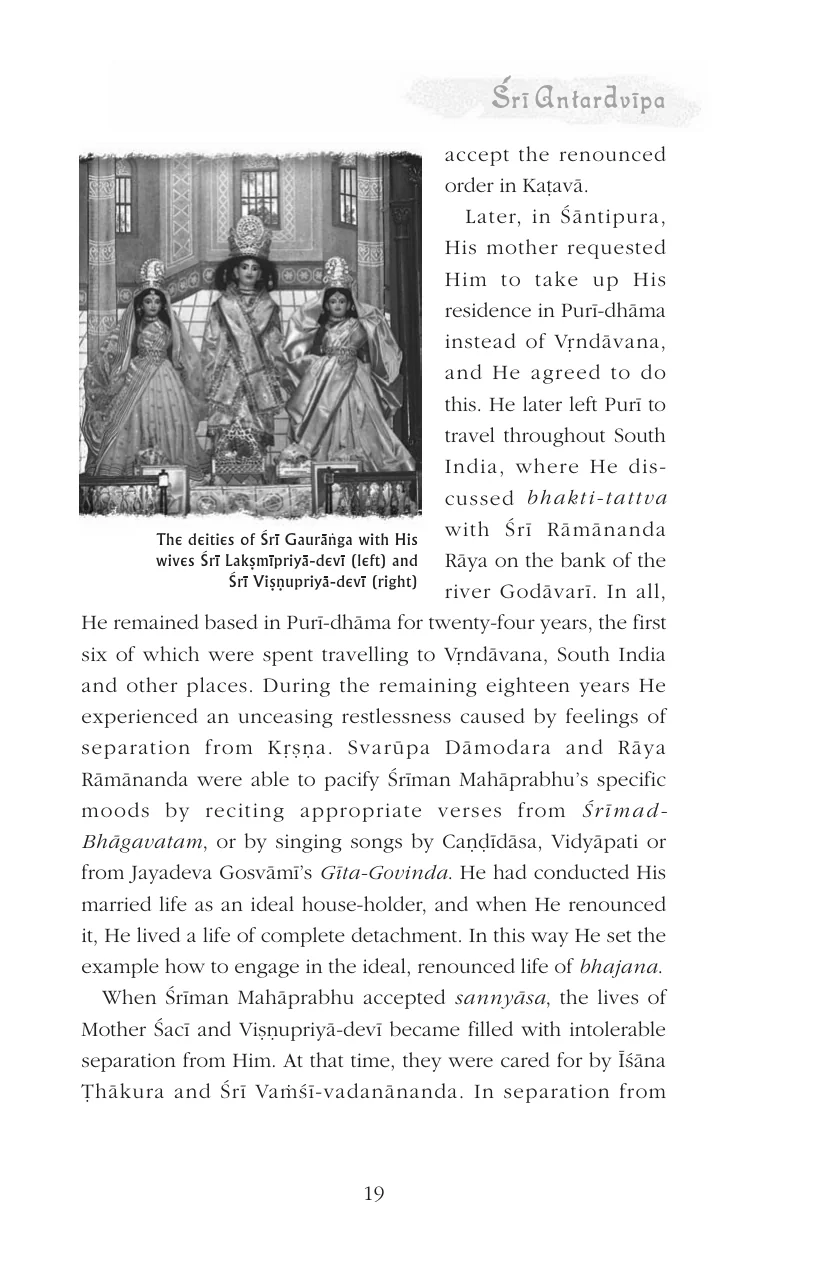 Śrī Antardvīpa
accept the renounced
order in Kaṭavā.
Later, in Śāntipura,
His mother requested
Him to take up His
residence in Purī-dhāma
instead of Vṛndāvana,
and He agreed to do
this. He later left Purī to
travel throughout South
India, where He dis-
cussed bhakti-tattva
with Śrī Rāmānanda
Rāya on the bank of the
river Godāvarī. In all,
The deities of Śrī Gaurāṅga with His
wives Śrī Lakṣmīpriyā-devī (left) and
Śrī Viṣṇupriyā-devī (right)
He remained based in Purī-dhāma for twenty-four years, the first
six of which were spent travelling to Vṛndāvana, South India
and other places. During the remaining eighteen years He
experienced an unceasing restlessness caused by feelings of
separation from Kṛṣṇa. Svarūpa Dāmodara and Rāya
Rāmānanda were able to pacify Śrīman Mahāprabhu’s specific
moods by reciting appropriate verses from Śrīmad-
Bhāgavatam, or by singing songs by Caṇḍīdāsa, Vidyāpati or
from Jayadeva Gosvāmī’s Gīta-Govinda. He had conducted His
married life as an ideal house-holder, and when He renounced
it, He lived a life of complete detachment. In this way He set the
example how to engage in the ideal, renounced life of bhajana.
When Śrīman Mahāprabhu accepted sannyāsa, the lives of
Mother Śacī and Viṣṇupriyā-devī became filled with intolerable
separation from Him. At that time, they were cared for by Īśāna
Ṭhākura and Śrī Vaṁśī-vadanānanda. In separation from
19